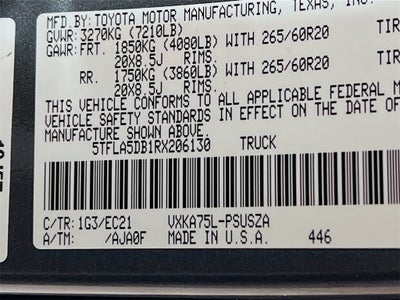 MFD. BY: TOYOTA MOTOR MANUFACTURING, TEXAS, INC.
GVWR: 3270KG (7210LB)
GAWR: FRT. 1850KG (4080LB) WITH 265/60R20 TIR
20X8.5J RIMS.
RR. 1750KG (3860LB) WITH 265/60R20 TIR
20X8.5J RIMS.
THIS VEHICLE CONFORMS TO ALL APPLICABLE FEDERAL M
VEHICLE SAFETY STANDARDS IN EFFECT ON THE DATE O
MANUFACTURE SHOWN ABOVE.
5TFLA5DB1RX206130 TRUCK
C/TR: 1G3/EC21 VXKA75L-PSUSZA
A/TM: /AJA0F MADE IN U.S.A. 446